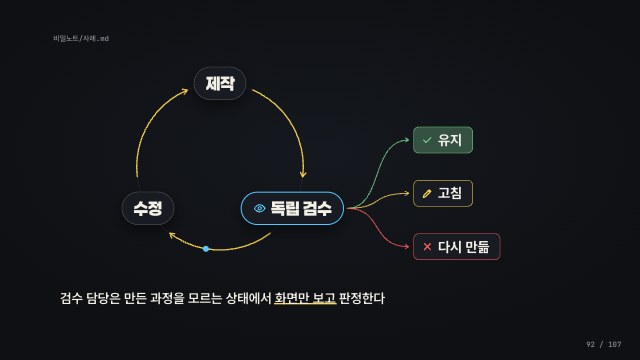 비밀노트/사례.md
제작
유지
고침
수정
독립 검수
다시 만듦
검수 담당은 만든 과정을 모르는 상태에서 화면만 보고 판정한다
92 / 107